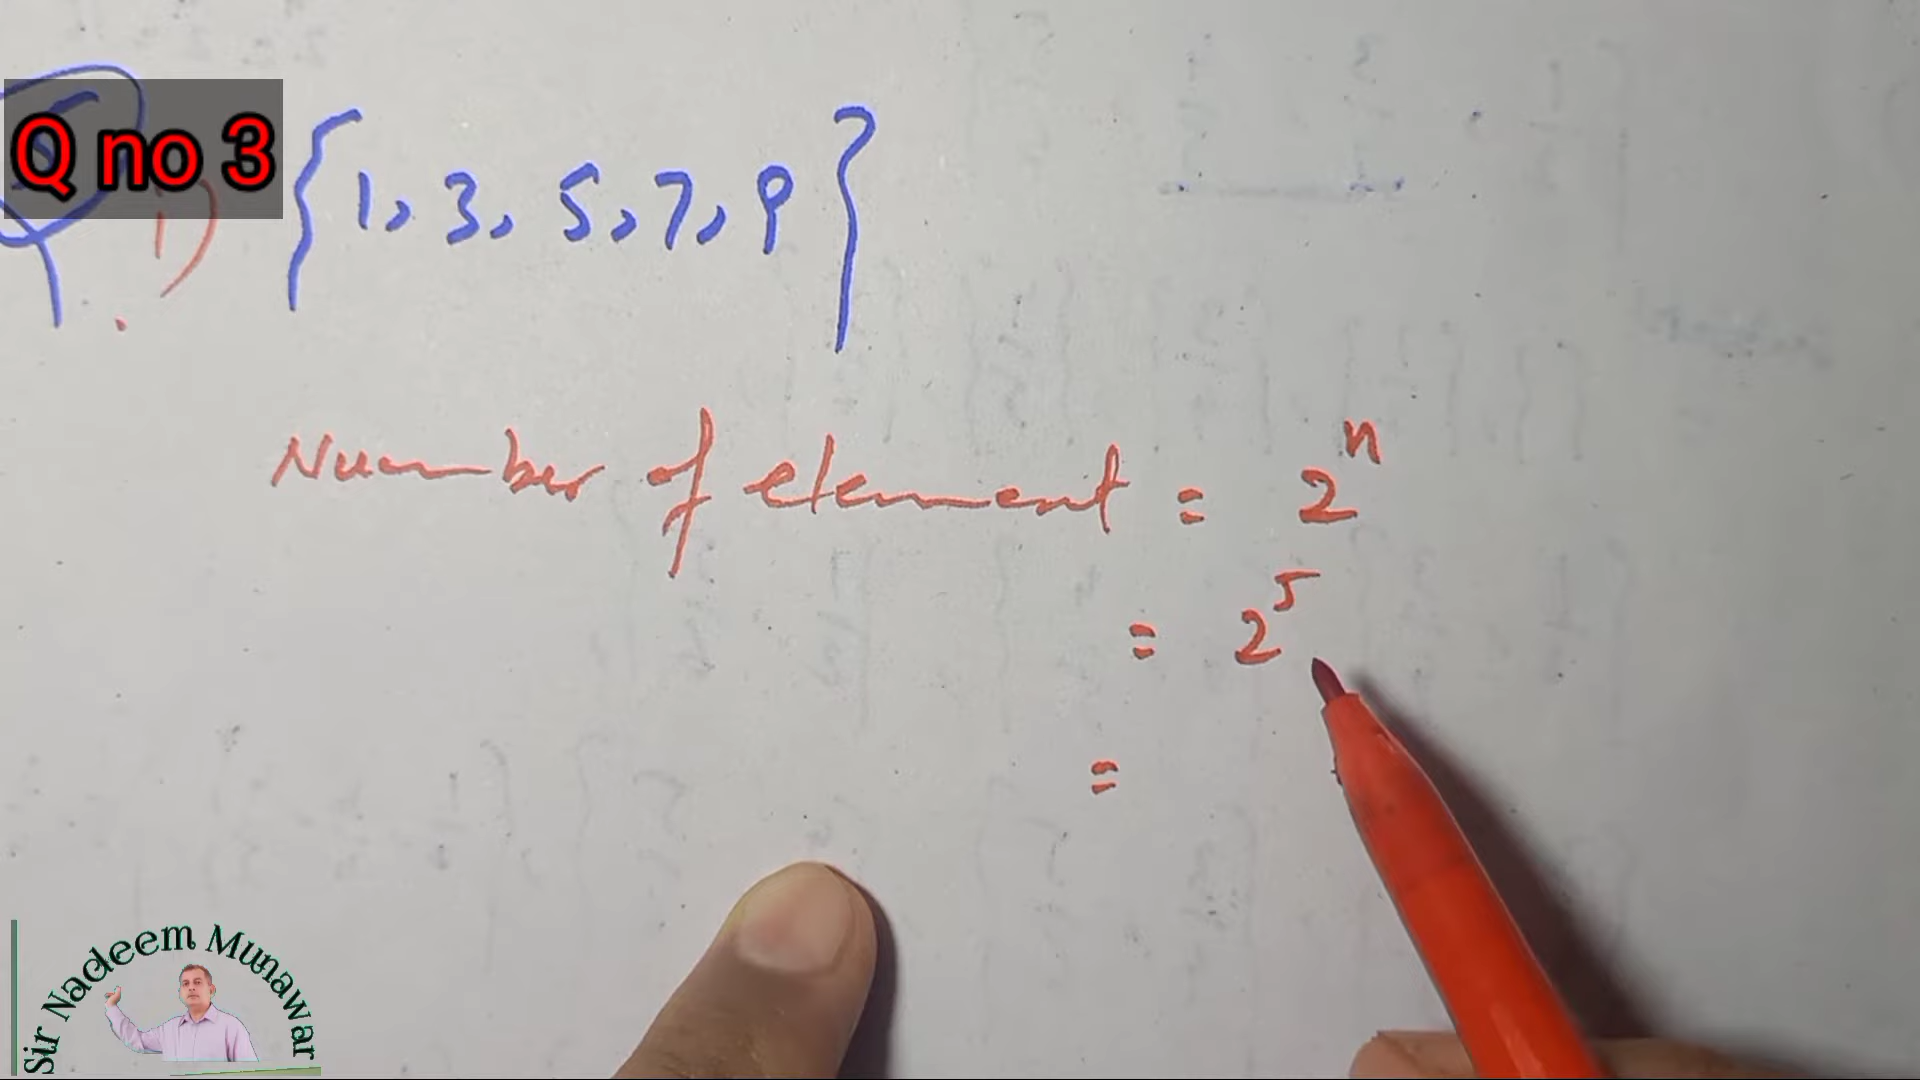 Q no 3
i) {1, 3, 5, 7, 9}
Number of element = 2ⁿ
= 2⁵
=
Sir Nadeem Munawar